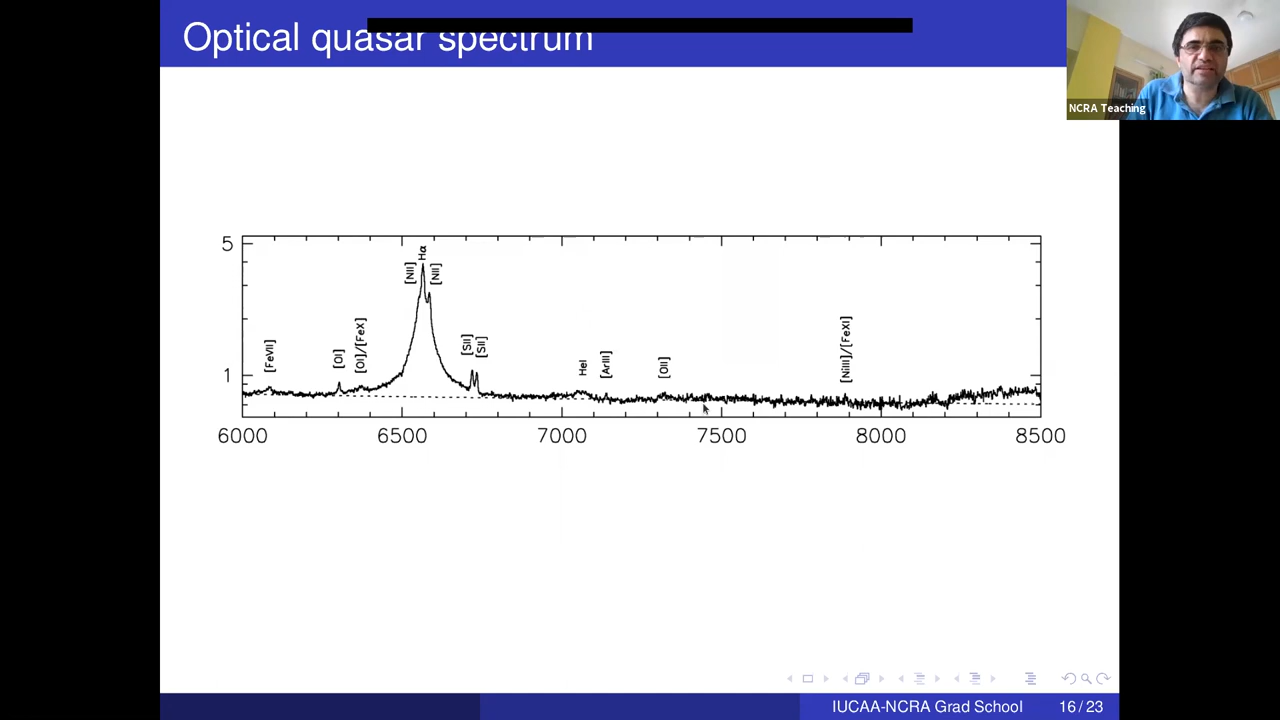 Optical quasar spectrum
NCRA Teaching
5
1
[FeVII]
[OI]
[OI]/[FeX]
[NII]
Hα
[NII]
[SII]
[SII]
HeI
[ArIII]
[OII]
[NiIII]/[FeXI]
6000 6500 7000 7500 8000 8500
IUCAA-NCRA Grad School 16 / 23